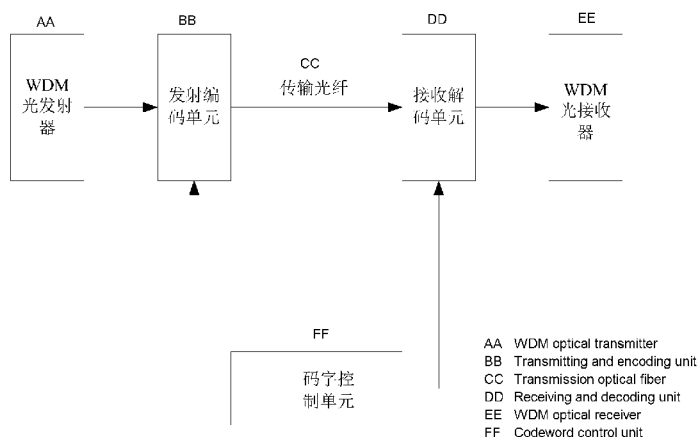 AA
BB
CC
DD
EE
WDM
光发射
器
发射编
码单元
传输光纤
接收解
码单元
WDM
光接收
器
FF
码字控
制单元
AA WDM optical transmitter
BB Transmitting and encoding unit
CC Transmission optical fiber
DD Receiving and decoding unit
EE WDM optical receiver
FF Codeword control unit